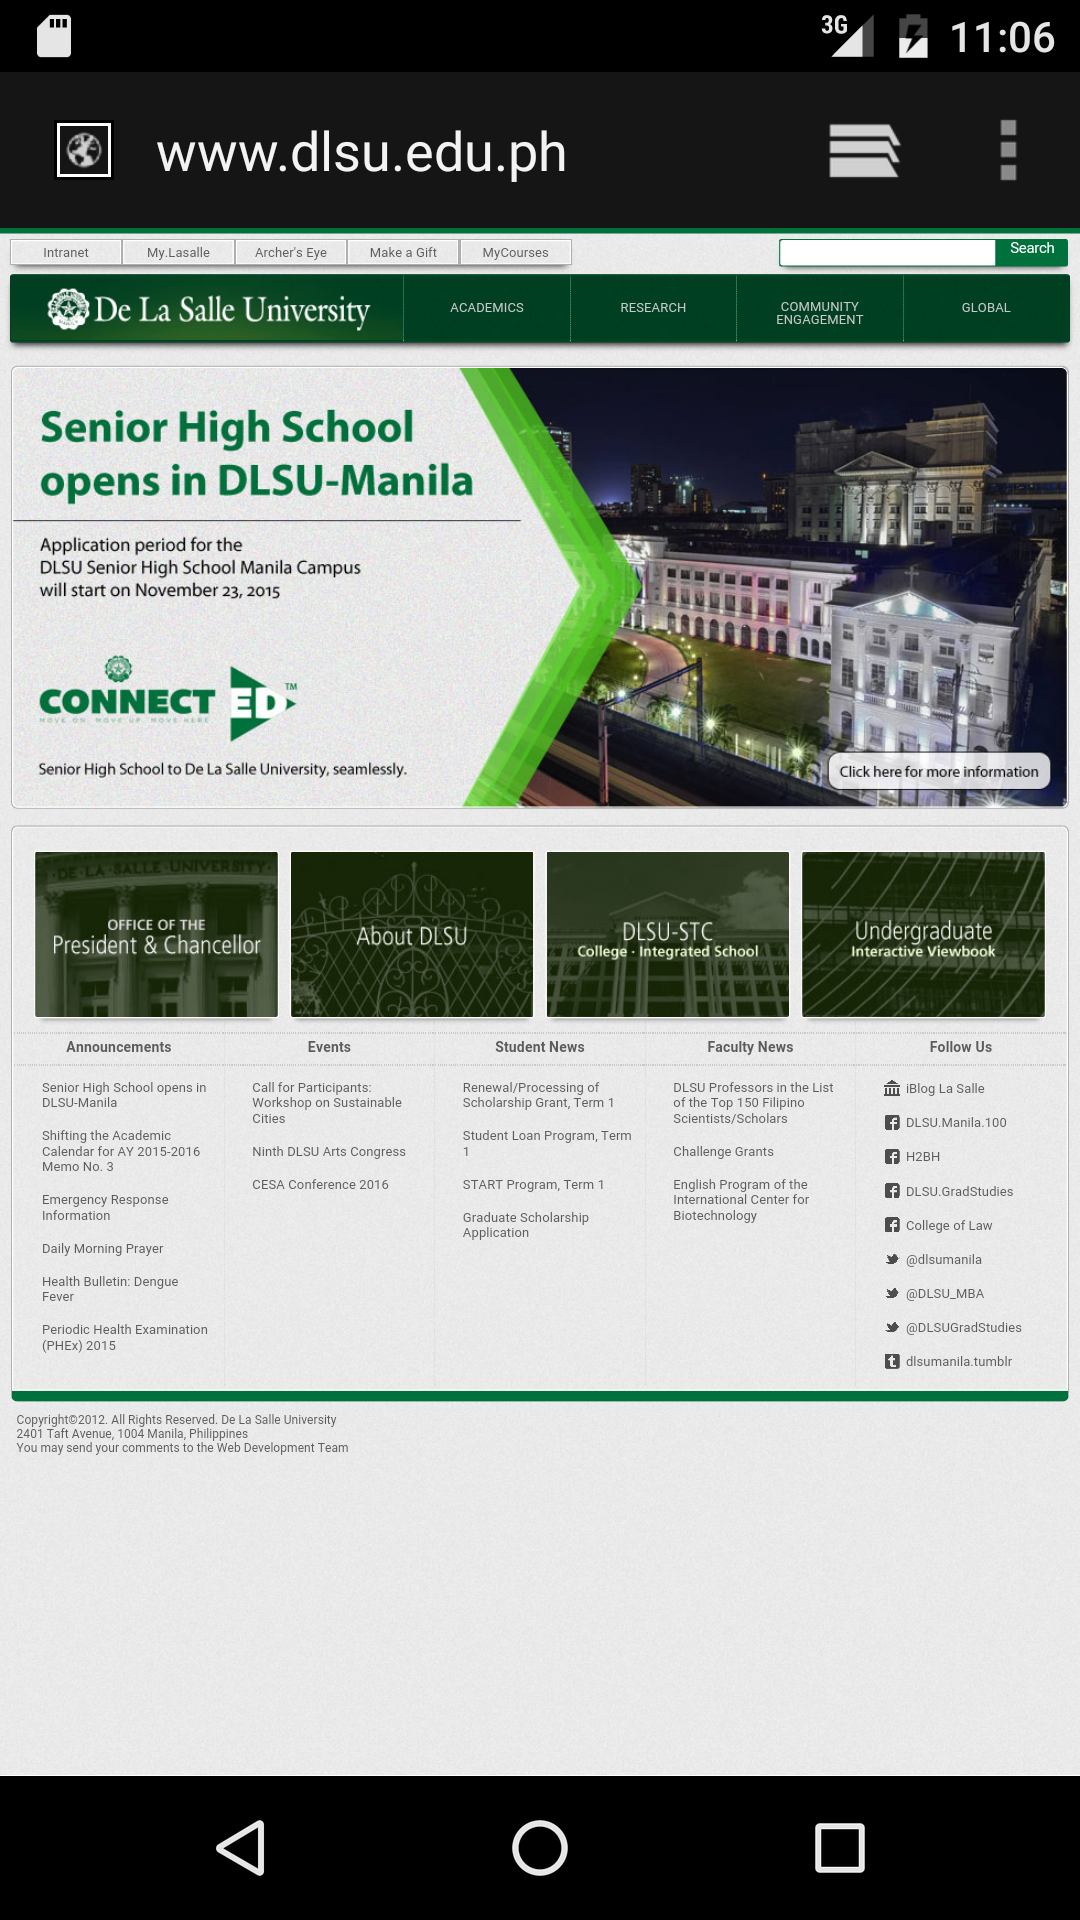 3G 11:06
www.dlsu.edu.ph
Intranet My.Lasalle Archer's Eye Make a Gift MyCourses Search
De La Salle University ACADEMICS RESEARCH COMMUNITY ENGAGEMENT GLOBAL
Senior High School
opens in DLSU-Manila
Application period for the
DLSU Senior High School Manila Campus
will start on November 23, 2015
CONNECT ED™
MOVE ON. MOVE UP. MOVE HERE
Senior High School to De La Salle University, seamlessly.
Click here for more information
DE LA SALLE UNIVERSITY
OFFICE OF THE
President & Chancellor
About DLSU
DLSU-STC
College · Integrated School
Undergraduate
Interactive Viewbook
Announcements
Senior High School opens in
DLSU-Manila
Shifting the Academic
Calendar for AY 2015-2016
Memo No. 3
Emergency Response
Information
Daily Morning Prayer
Health Bulletin: Dengue
Fever
Periodic Health Examination
(PHEx) 2015
Events
Call for Participants:
Workshop on Sustainable
Cities
Ninth DLSU Arts Congress
CESA Conference 2016
Student News
Renewal/Processing of
Scholarship Grant, Term 1
Student Loan Program, Term
1
START Program, Term 1
Graduate Scholarship
Application
Faculty News
DLSU Professors in the List
of the Top 150 Filipino
Scientists/Scholars
Challenge Grants
English Program of the
International Center for
Biotechnology
Follow Us
iBlog La Salle
DLSU.Manila.100
H2BH
DLSU.GradStudies
College of Law
@dlsumanila
@DLSU_MBA
@DLSUGradStudies
dlsumanila.tumblr
Copyright©2012. All Rights Reserved. De La Salle University
2401 Taft Avenue, 1004 Manila, Philippines
You may send your comments to the Web Development Team